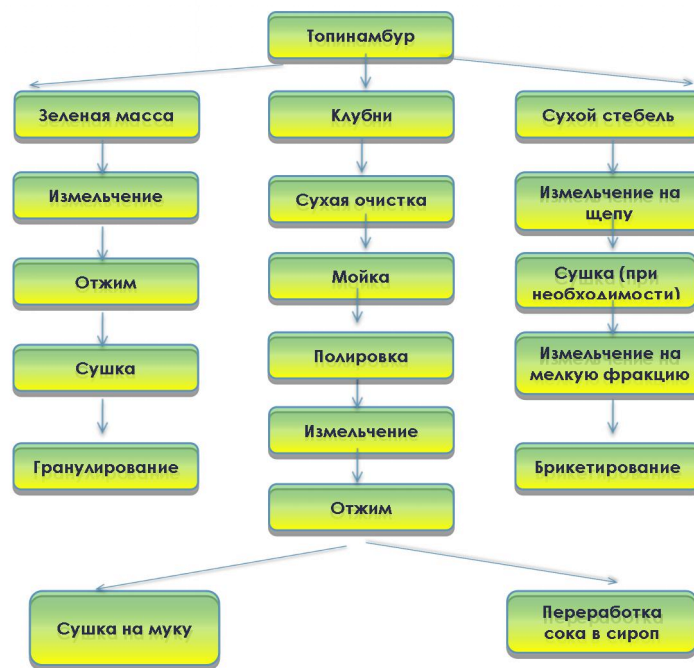 Топинамбур
Зеленая масса
Клубни
Сухой стебель
Измельчение
Сухая очистка
Измельчение на
щепу
Отжим
Мойка
Сушка (при
необходимости)
Сушка
Полировка
Измельчение на
мелкую фракцию
Гранулирование
Измельчение
Брикетирование
Отжим
Сушка на муку
Переработка
сока в сироп